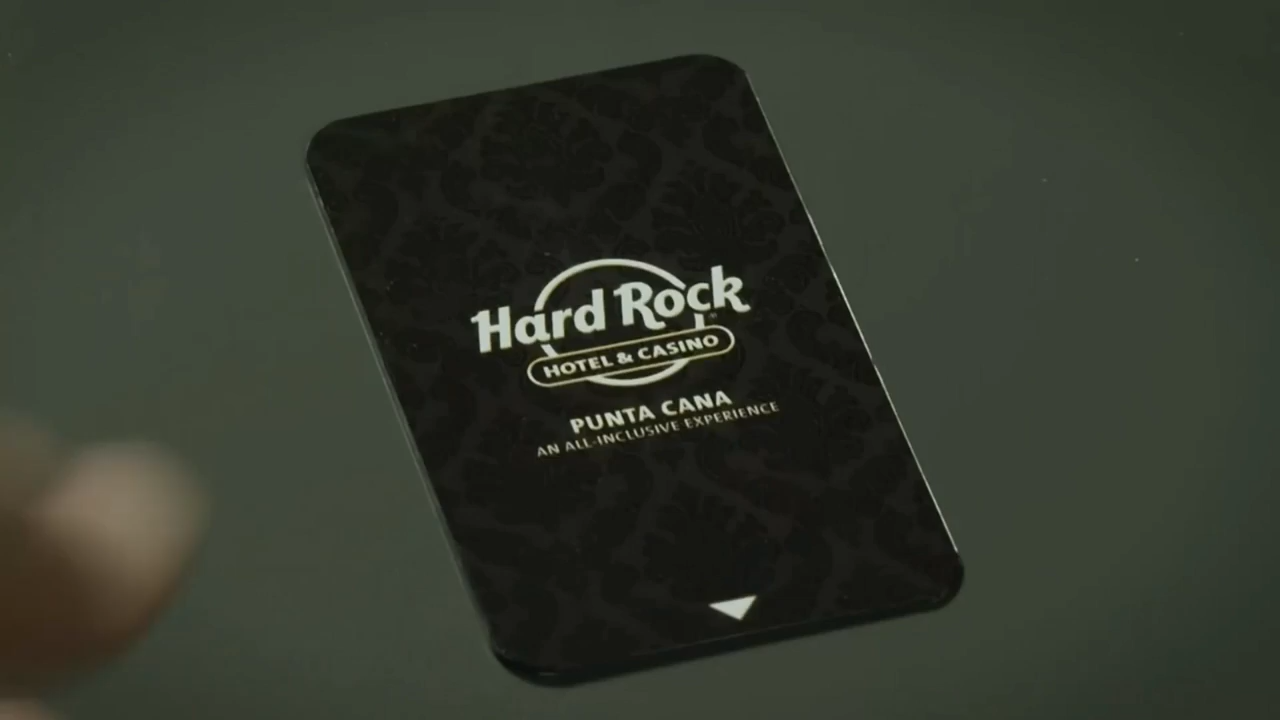 Hard Rock
HOTEL & CASINO
PUNTA CANA
AN ALL-INCLUSIVE EXPERIENCE